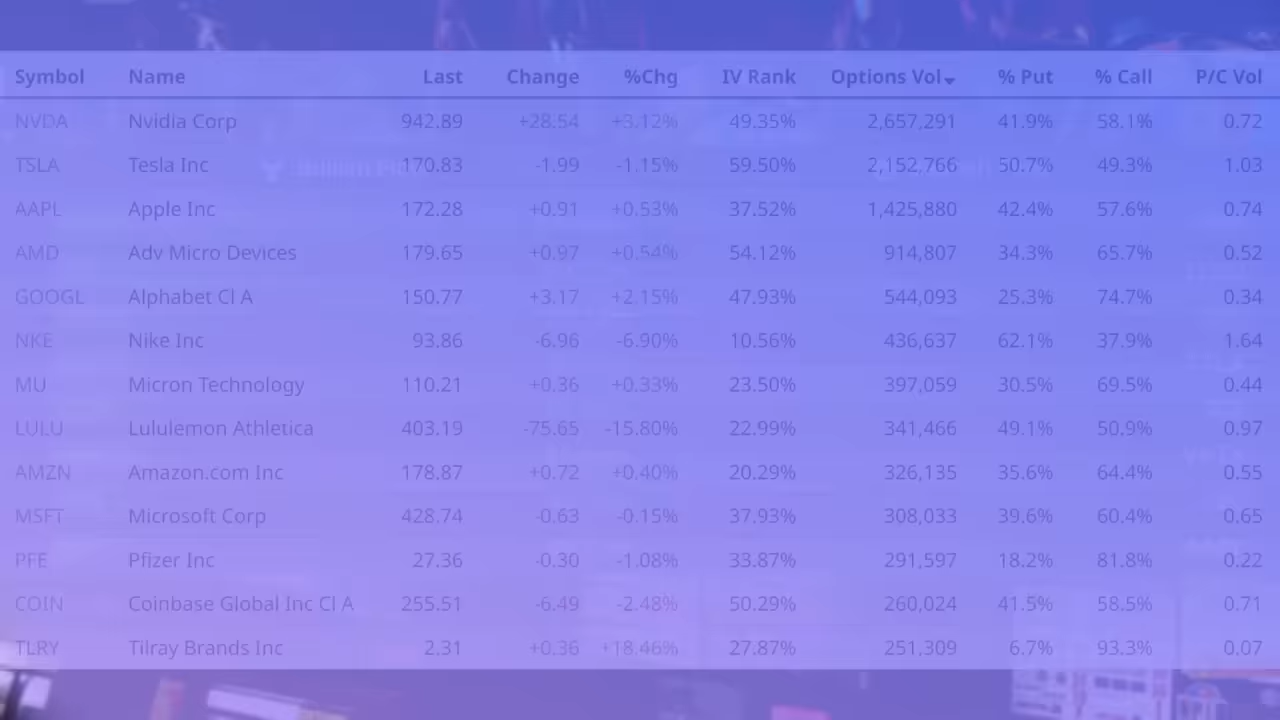 Symbol Name Last Change %Chg IV Rank Options Vol % Put % Call P/C Vol
NVDA Nvidia Corp 942.89 +28.54 +3.12% 49.35% 2,657,291 41.9% 58.1% 0.72
TSLA Tesla Inc 170.83 -1.99 -1.15% 59.50% 2,152,766 50.7% 49.3% 1.03
AAPL Apple Inc 172.28 +0.91 +0.53% 37.52% 1,425,880 42.4% 57.6% 0.74
AMD Adv Micro Devices 179.65 +0.97 +0.54% 54.12% 914,807 34.3% 65.7% 0.52
GOOGL Alphabet Cl A 150.77 +3.17 +2.15% 47.93% 544,093 25.3% 74.7% 0.34
NKE Nike Inc 93.86 -6.96 -6.90% 10.56% 436,637 62.1% 37.9% 1.64
MU Micron Technology 110.21 +0.36 +0.33% 23.50% 397,059 30.5% 69.5% 0.44
LULU Lululemon Athletica 403.19 -75.65 -15.80% 22.99% 341,466 49.1% 50.9% 0.97
AMZN Amazon.com Inc 178.87 +0.72 +0.40% 20.29% 326,135 35.6% 64.4% 0.55
MSFT Microsoft Corp 428.74 -0.63 -0.15% 37.93% 308,033 39.6% 60.4% 0.65
PFE Pfizer Inc 27.36 -0.30 -1.08% 33.87% 291,597 18.2% 81.8% 0.22
COIN Coinbase Global Inc Cl A 255.51 -6.49 -2.48% 50.29% 260,024 41.5% 58.5% 0.71
TLRY Tilray Brands Inc 2.31 +0.36 +18.46% 27.87% 251,309 6.7% 93.3% 0.07